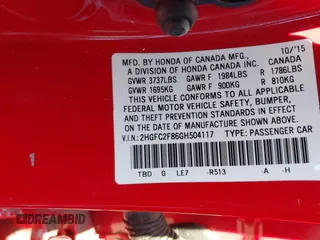 MFD. BY HONDA OF CANADA MFG., 10/'15
A DIVISION OF HONDA CANADA INC. CANADA
GVWR 3737LBS GAWR F 1984LBS R 1786LBS
GVWR 1695KG GAWR F 900KG R 810KG
THIS VEHICLE CONFORMS TO ALL APPLICABLE
FEDERAL MOTOR VEHICLE SAFETY, BUMPER,
AND THEFT PREVENTION STANDARDS IN EFFECT
ON THE DATE OF MANUFACTURE SHOWN ABOVE.
V.I.N.: 2HGFC2F86GH504117 TYPE: PASSENGER CAR
TBD G LE7 -R513 -A -H
DREAMBID